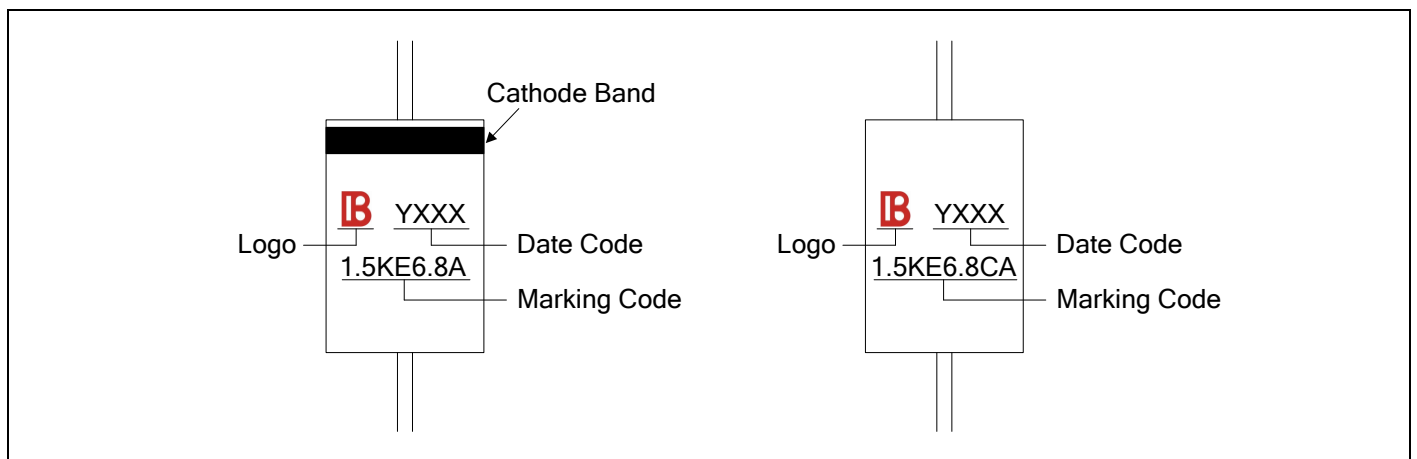 Cathode Band
B YXXX
Logo Date Code
1.5KE6.8A
Marking Code
B YXXX
Logo Date Code
1.5KE6.8CA
Marking Code